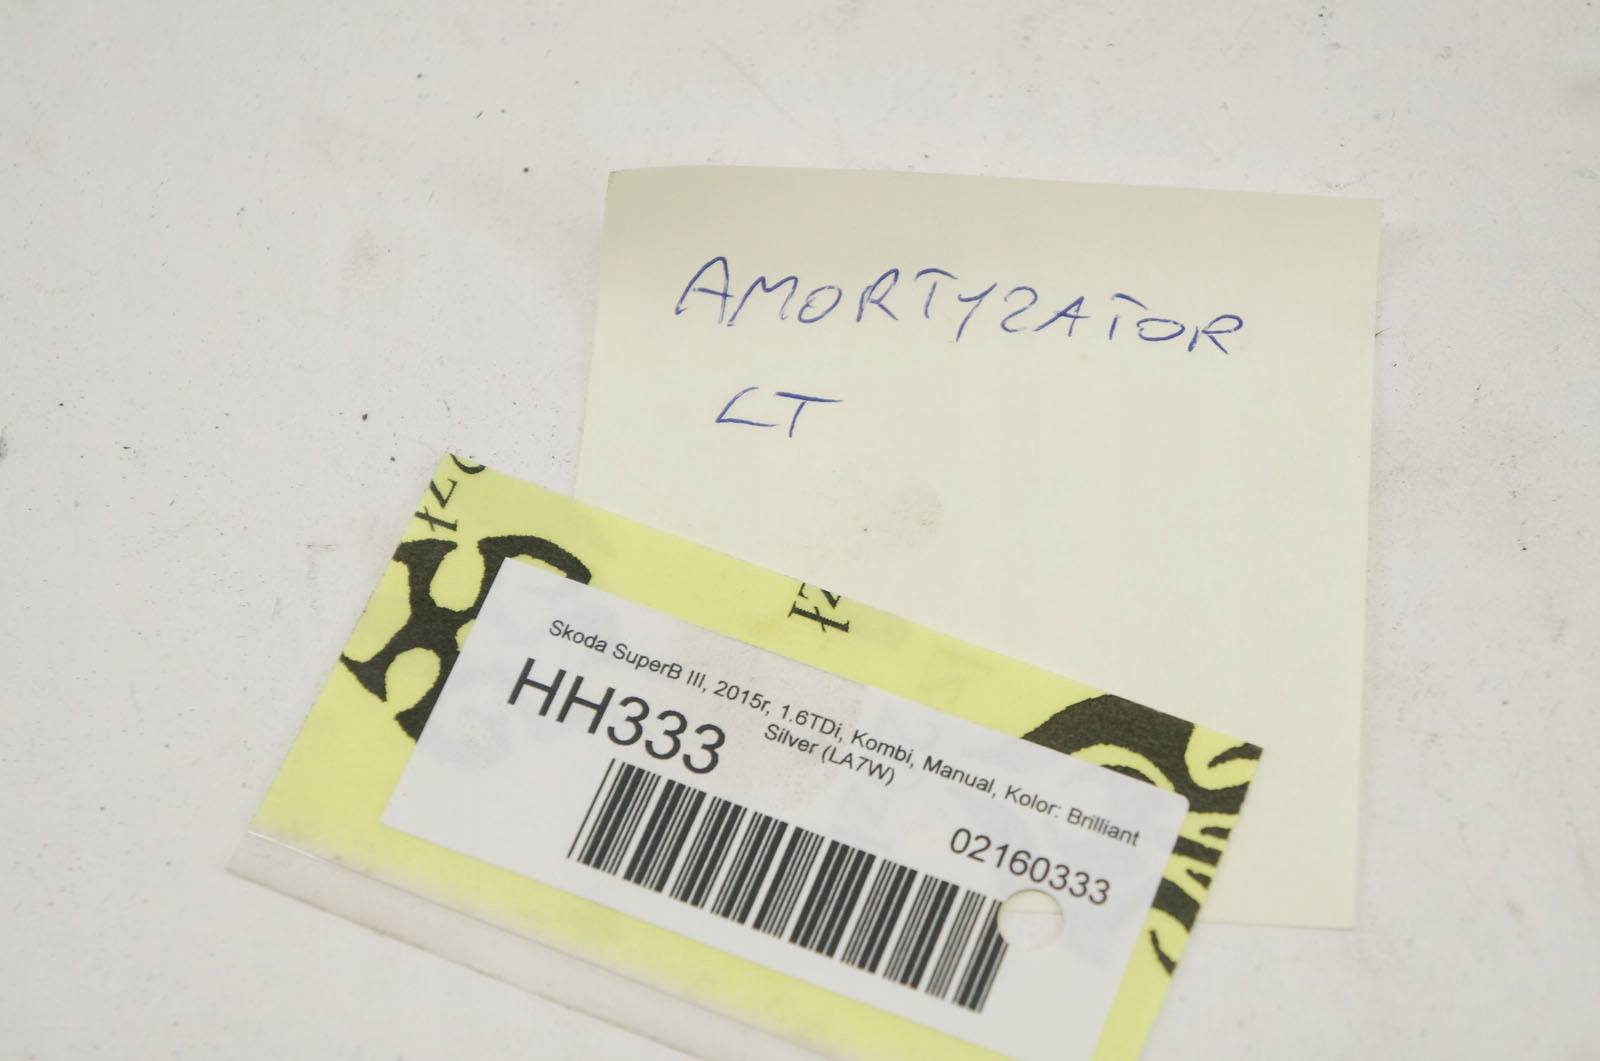 AMORTYZATOR
LT
Skoda SuperB III, 2015r, 1.6TDi, Kombi, Manual, Kolor: Brilliant
Silver (LA7W)
HH333
02160333